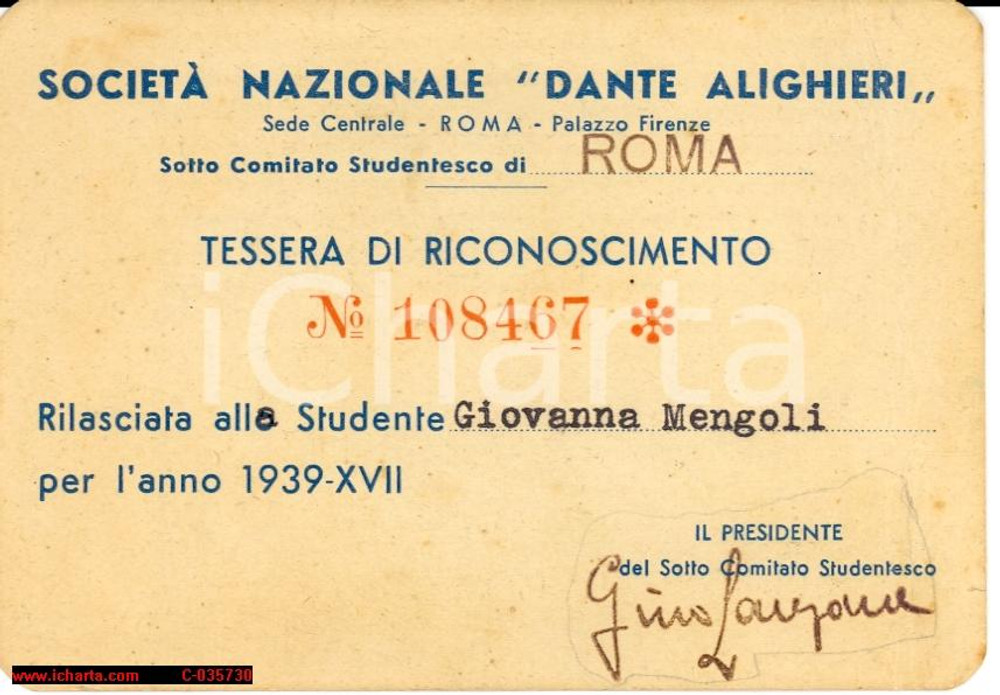 SOCIETÀ NAZIONALE "DANTE ALIGHIERI„
Sede Centrale - ROMA - Palazzo Firenze
Sotto Comitato Studentesco di ROMA
TESSERA DI RICONOSCIMENTO
№ 108467
iCharta
Rilasciata alla Studente Giovanna Mengoli
per l'anno 1939-XVII
IL PRESIDENTE
del Sotto Comitato Studentesco
Gino
www.icharta.com C-035730